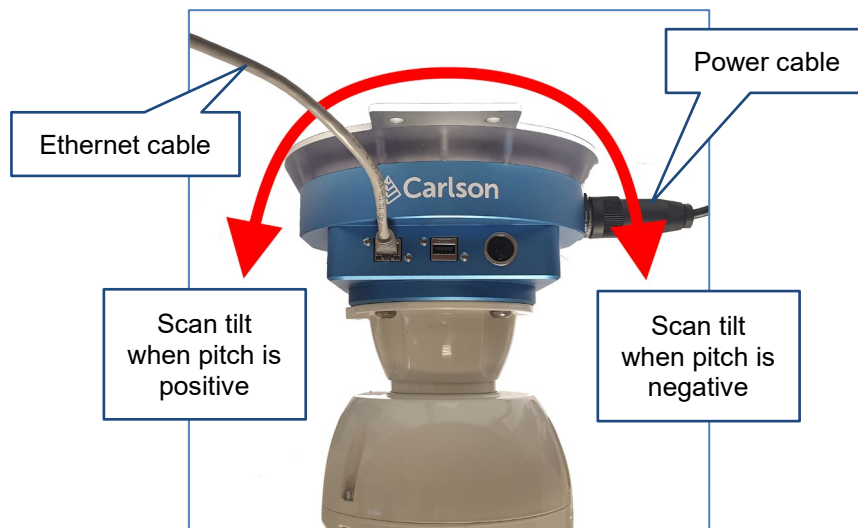 Power cable
Ethernet cable
Carlson
Scan tilt
when pitch is
positive
Scan tilt
when pitch is
negative